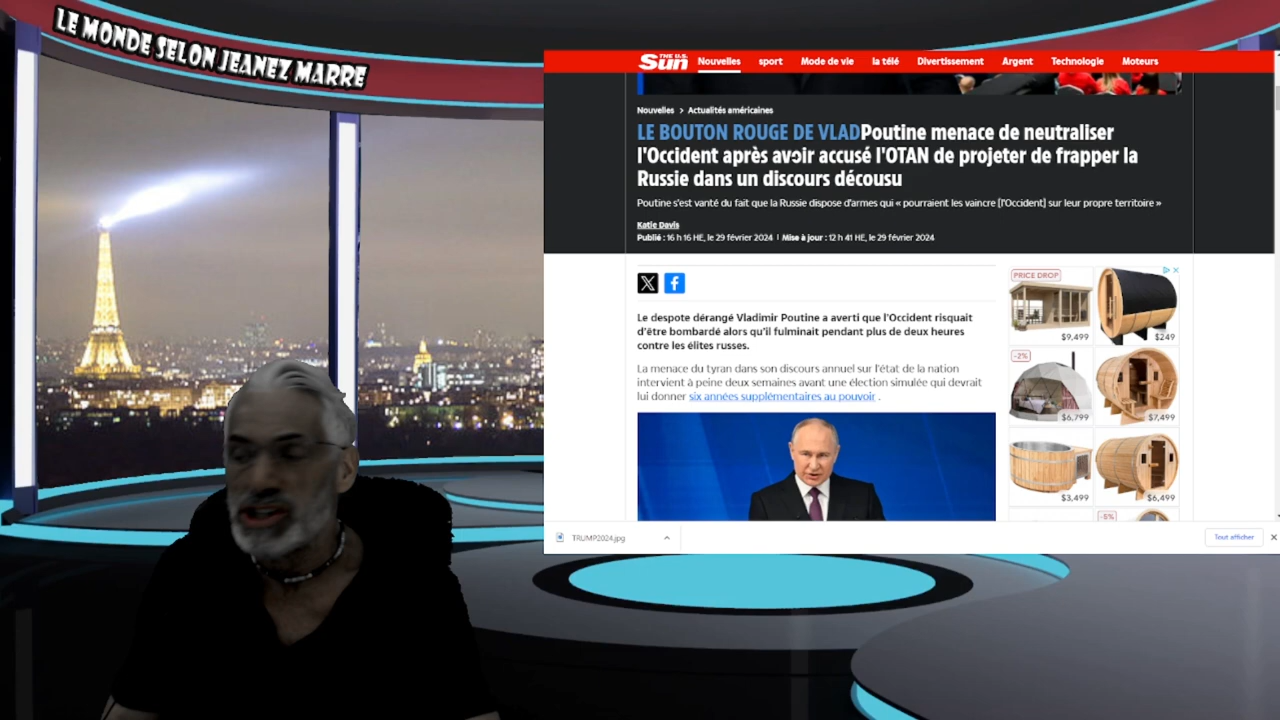 LE MONDE SELON JEANEZ MARRE
THE U.S. Sun
Nouvelles sport Mode de vie la télé Divertissement Argent Technologie Moteurs
Nouvelles > Actualités américaines
LE BOUTON ROUGE DE VLADPoutine menace de neutraliser
l'Occident après avoir accusé l'OTAN de projeter de frapper la
Russie dans un discours décousu
Poutine s'est vanté du fait que la Russie dispose d'armes qui « pourraient les vaincre [l'Occident] sur leur propre territoire »
Katie Davis
Publié : 16 h 16 HE, le 29 février 2024 | Mise à jour : 12 h 41 HE, le 29 février 2024
Le despote dérangé Vladimir Poutine a averti que l'Occident risquait
d'être bombardé alors qu'il fulminait pendant plus de deux heures
contre les élites russes.
La menace du tyran dans son discours annuel sur l'état de la nation
intervient à peine deux semaines avant une élection simulée qui devrait
lui donner six années supplémentaires au pouvoir .
PRICE DROP
$9,499
$249
-2%
$6,799
$7,499
$3,499
$6,499
-5%
TRUMP2024.jpg
Tout afficher